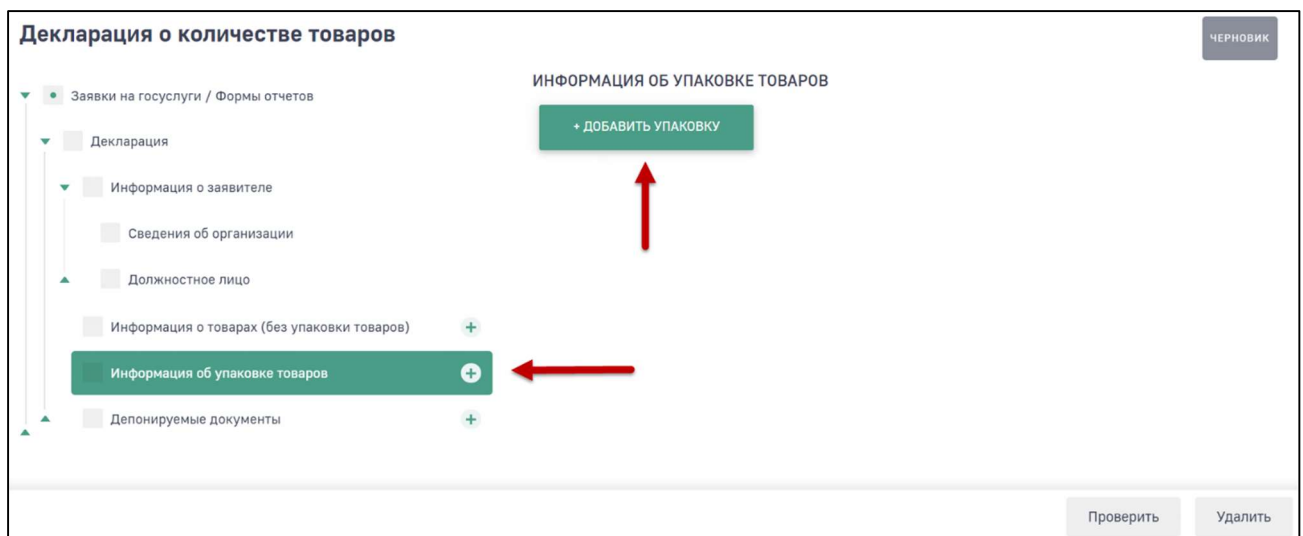 Декларация о количестве товаров
ЧЕРНОВИК
Заявки на госуслуги / Формы отчетов
Декларация
Информация о заявителе
Сведения об организации
Должностное лицо
Информация о товарах (без упаковки товаров) +
Информация об упаковке товаров +
Депонируемые документы +
ИНФОРМАЦИЯ ОБ УПАКОВКЕ ТОВАРОВ
+ ДОБАВИТЬ УПАКОВКУ
Проверить
Удалить